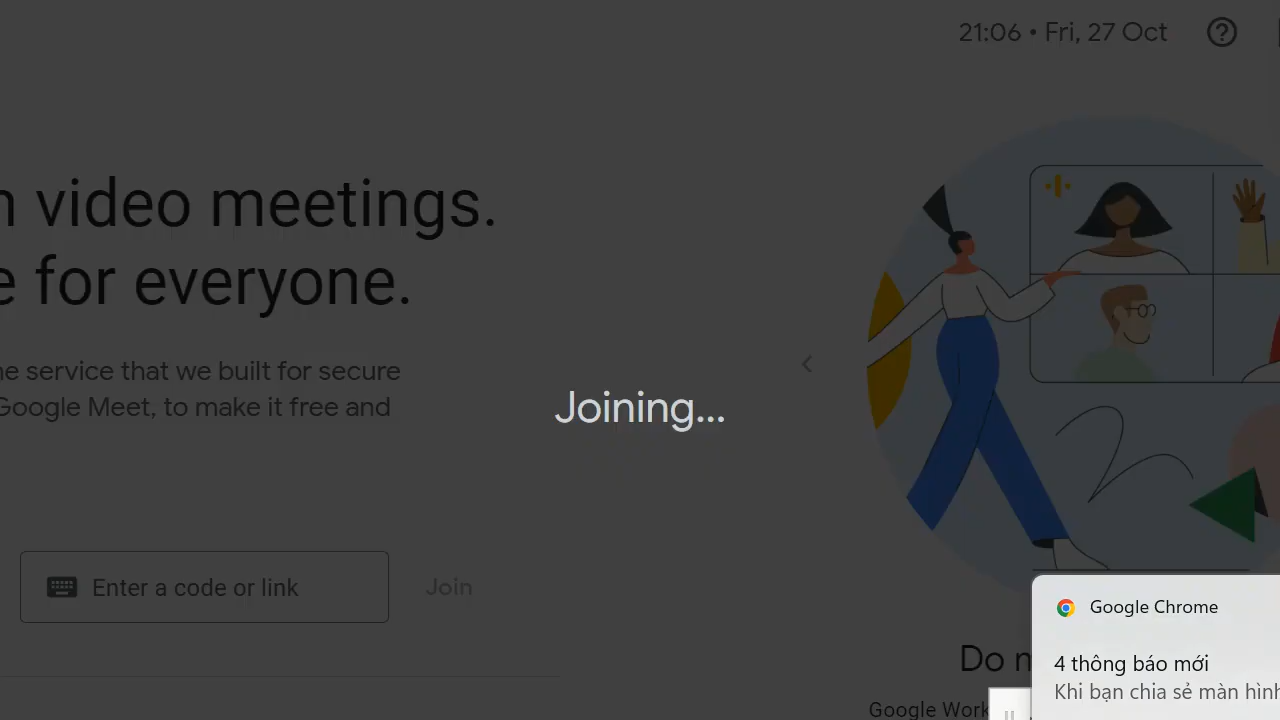 21:06 • Fri, 27 Oct
video meetings.
for everyone.
service that we built for secure
Google Meet, to make it free and
Joining...
Enter a code or link
Join
Google Chrome
4 thông báo mới
Khi bạn chia sẻ màn hình
Do
Google